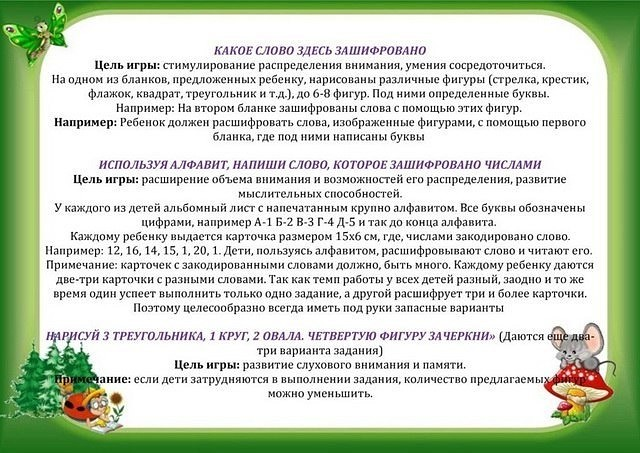 КАКОЕ СЛОВО ЗДЕСЬ ЗАШИФРОВАНО
Цель игры: стимулирование распределения внимания, умения сосредоточиться.
На одном из бланков, предложенных ребенку, нарисованы различные фигуры (стрелка, крестик,
флажок, квадрат, треугольник и т.д.), до 6-8 фигур. Под ними определенные буквы.
Например: На втором бланке зашифрованы слова с помощью этих фигур.
Например: Ребенок должен расшифровать слова, изображенные фигурами, с помощью первого
бланка, где под ними написаны буквы
ИСПОЛЬЗУЯ АЛФАВИТ, НАПИШИ СЛОВО, КОТОРОЕ ЗАШИФРОВАНО ЧИСЛАМИ
Цель игры: расширение объема внимания и возможностей его распределения, развитие
мыслительных способностей.
У каждого из детей альбомный лист с напечатанным крупно алфавитом. Все буквы обозначены
цифрами, например А-1 Б-2 В-3 Г-4 Д-5 и так до конца алфавита.
Каждому ребенку выдается карточка размером 15х6 см, где, числами закодировано слово.
Например: 12, 16, 14, 15, 1, 20, 1. Дети, пользуясь алфавитом, расшифровывают слово и читают его.
Примечание: карточек с закодированными словами должно, быть много. Каждому ребенку даются
две-три карточки с разными словами. Так как темп работы у всех детей разный, заодно и то же
время один успеет выполнить только одно задание, а другой расшифрует три и более карточки.
Поэтому целесообразно всегда иметь под руки запасные варианты
НАРИСУЙ 3 ТРЕУГОЛЬНИКА, 1 КРУГ, 2 ОВАЛА. ЧЕТВЕРТУЮ ФИГУРУ ЗАЧЕРКНИ» (Даются еще два-
три варианта задания)
Цель игры: развитие слухового внимания и памяти.
Примечание: если дети затрудняются в выполнении задания, количество предлагаемых фигур
можно уменьшить.